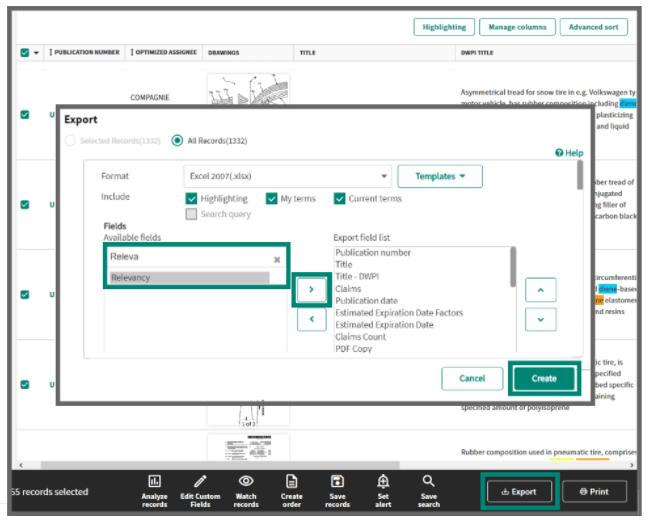 Highlighting
Manage columns
Advanced sort
PUBLICATION NUMBER
OPTIMIZED ASSIGNEE
DRAWINGS
TITLE
DWPI TITLE
COMPAGNIE
Asymmetrical tread for snow tire in e.g. Volkswagen ty
motor vehicle, has rubber composition including diene
plasticizing
and liquid
Export
Selected Records(1332)
All Records(1332)
Help
Format
Excel 2007(.xlsx)
Templates
Include
Highlighting
My terms
Current terms
Search query
Fields
Available fields
Export field list
Releva
Relevancy
Publication number
Title
Title - DWPI
Claims
Publication date
Estimated Expiration Date Factors
Estimated Expiration Date
Claims Count
PDF Copy
ber tread of
njugated
ng filler of
carbon black
circumferenti
diene-base
ne elastome
nd resins
Cancel
Create
ic tire, is
pecified
bed specific
aining
specified amount of polyisoprene
1 of 2
Rubber composition used in pneumatic tire, comprise
55 records selected
Analyze records
Edit Custom Fields
Watch records
Create order
Save records
Set alert
Save search
Export
Print